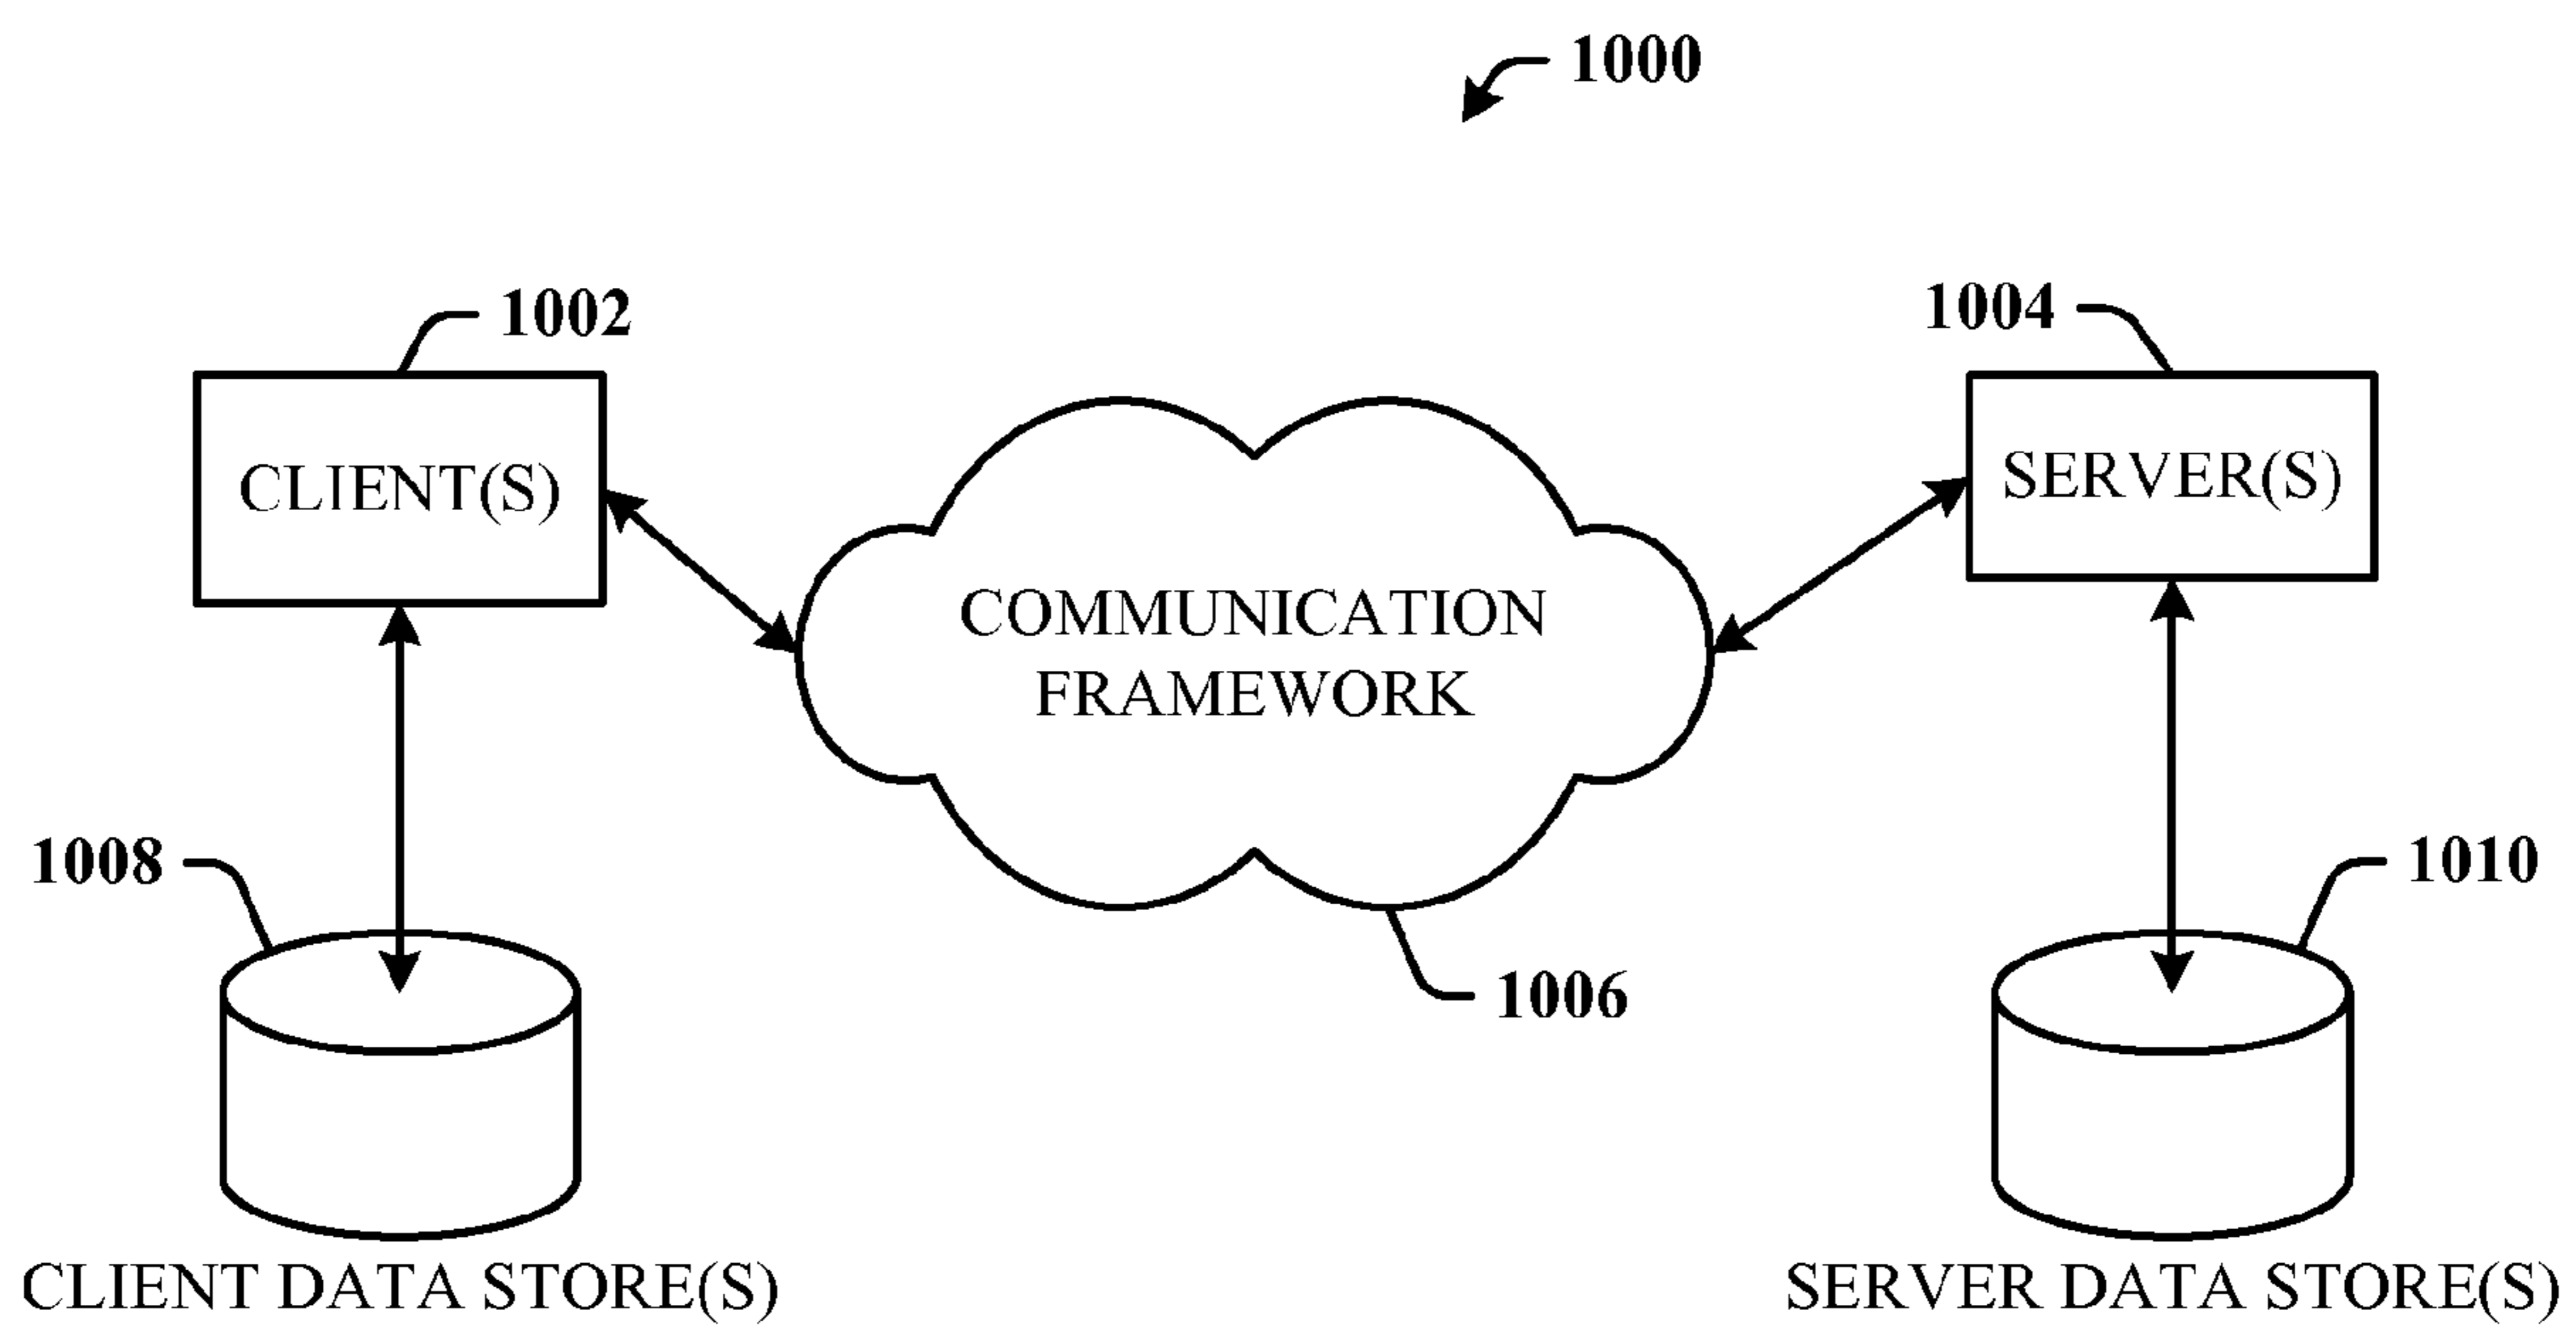 1000
1002
1004
CLIENT(S)
SERVER(S)
COMMUNICATION
FRAMEWORK
1008
1010
1006
CLIENT DATA STORE(S)
SERVER DATA STORE(S)